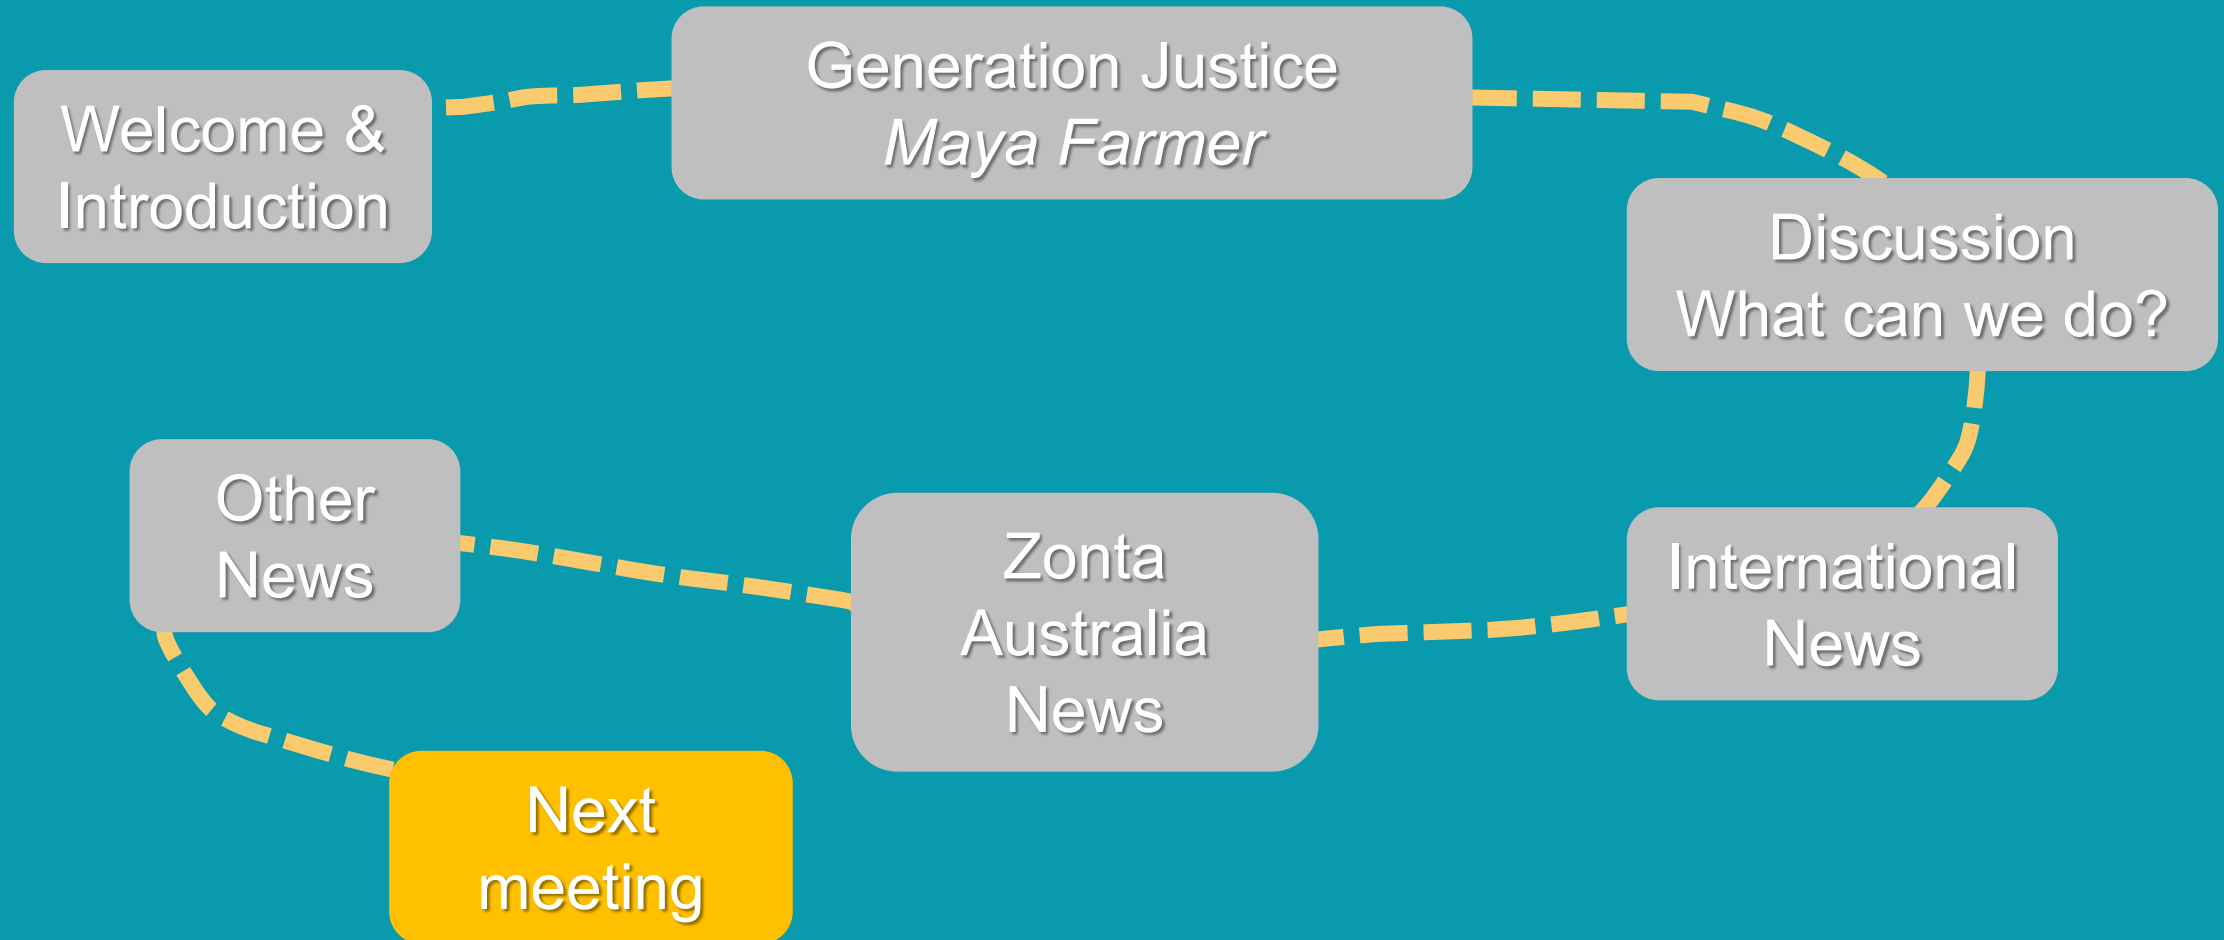 Welcome &
Introduction
Generation Justice
Maya Farmer
Discussion
What can we do?
International
News
Zonta
Australia
News
Other
News
Next
meeting